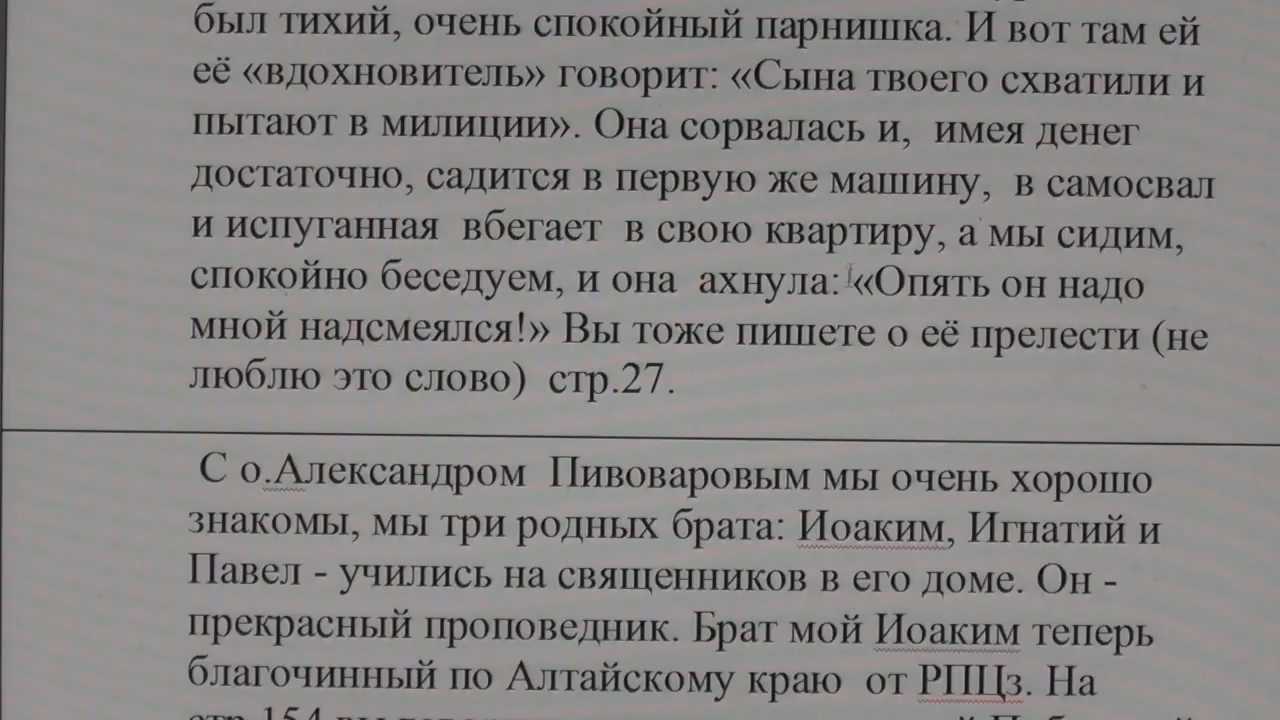 был тихий, очень спокойный парнишка. И вот там ей
её «вдохновитель» говорит: «Сына твоего схватили и
пытают в милиции». Она сорвалась и, имея денег
достаточно, садится в первую же машину, в самосвал
и испуганная вбегает в свою квартиру, а мы сидим,
спокойно беседуем, и она ахнула: «Опять он надо
мной надсмеялся!» Вы тоже пишете о её прелести (не
люблю это слово) стр.27.
С о.Александром Пивоваровым мы очень хорошо
знакомы, мы три родных брата: Иоаким, Игнатий и
Павел - учились на священников в его доме. Он -
прекрасный проповедник. Брат мой Иоаким теперь
благочинный по Алтайскому краю от РПЦз. На
стр.154 вы